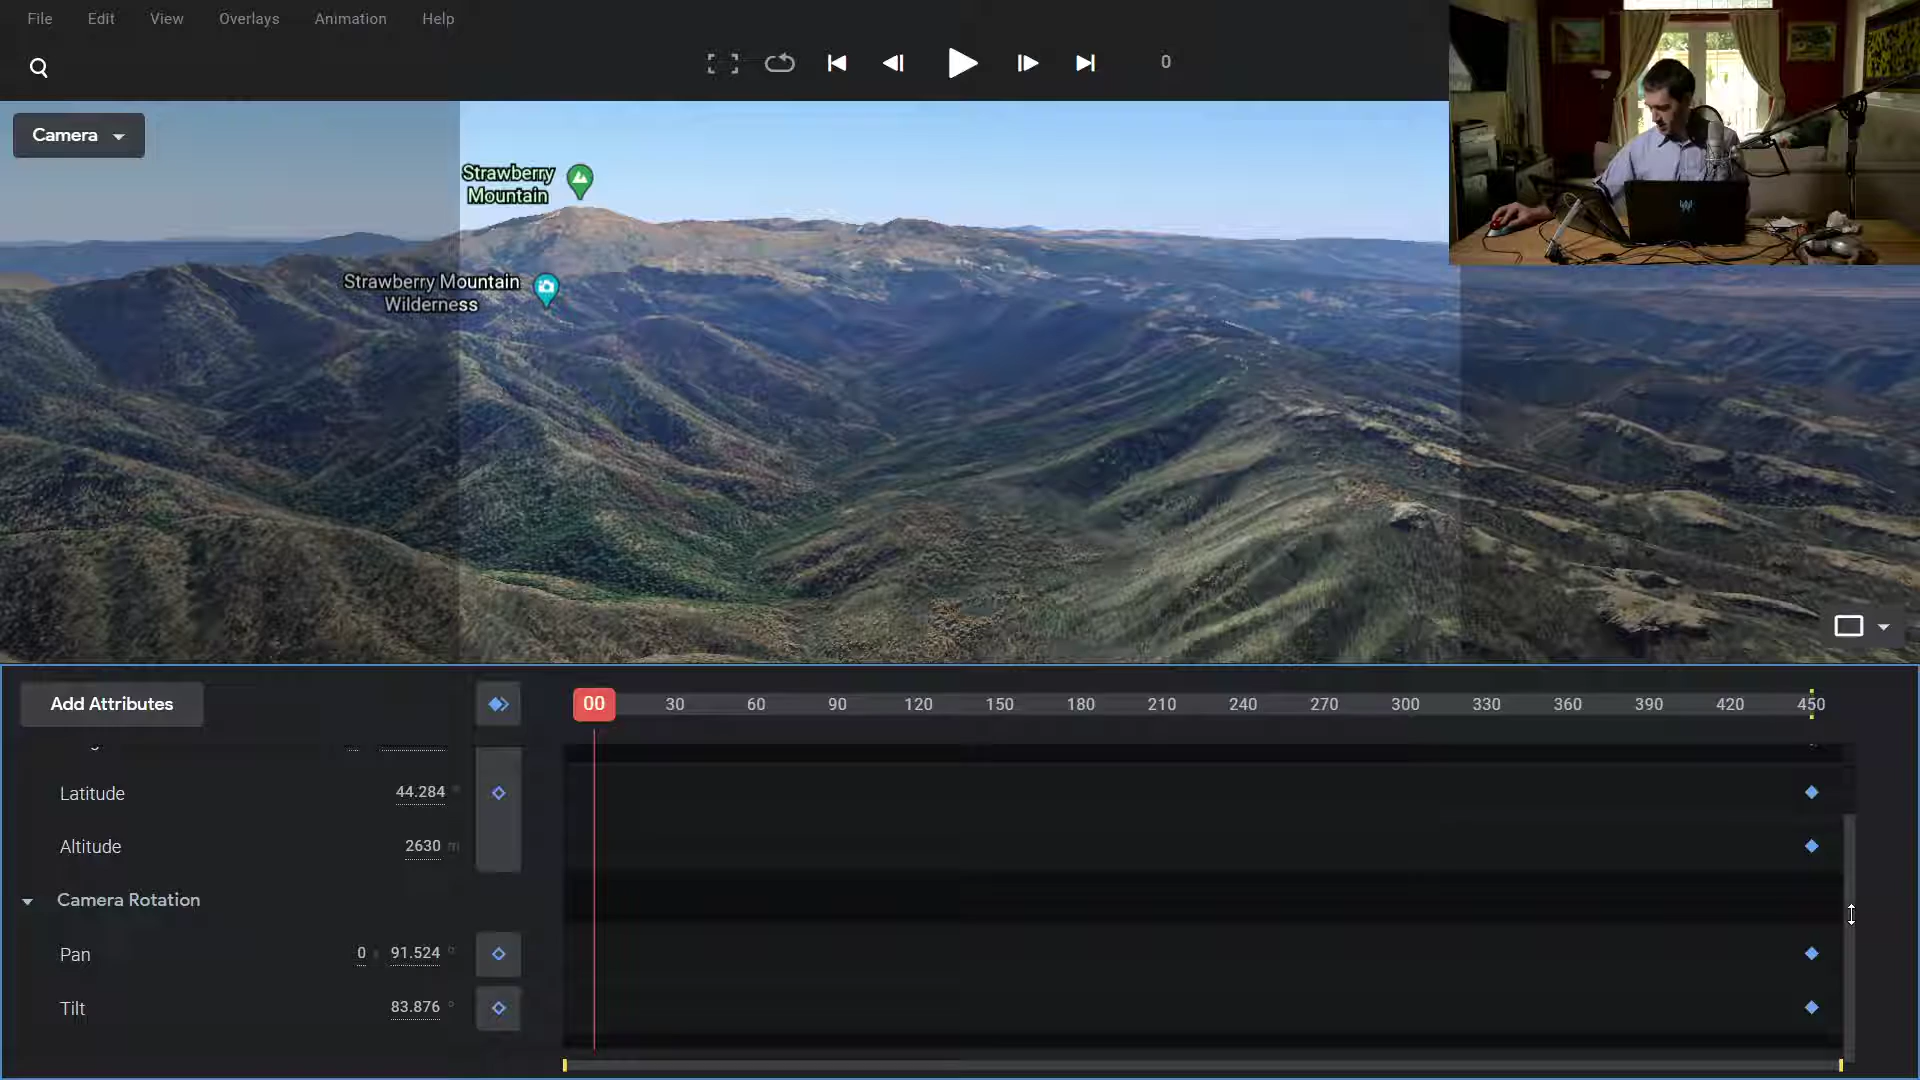 File Edit View Overlays Animation Help
0
Camera
Strawberry
Mountain
Strawberry Mountain
Wilderness
Add Attributes
00 30 60 90 120 150 180 210 240 270 300 330 360 390 420 450
Latitude 44.284 °
Altitude 2630 m
Camera Rotation
Pan 0 x 91.524 °
Tilt 83.876 °